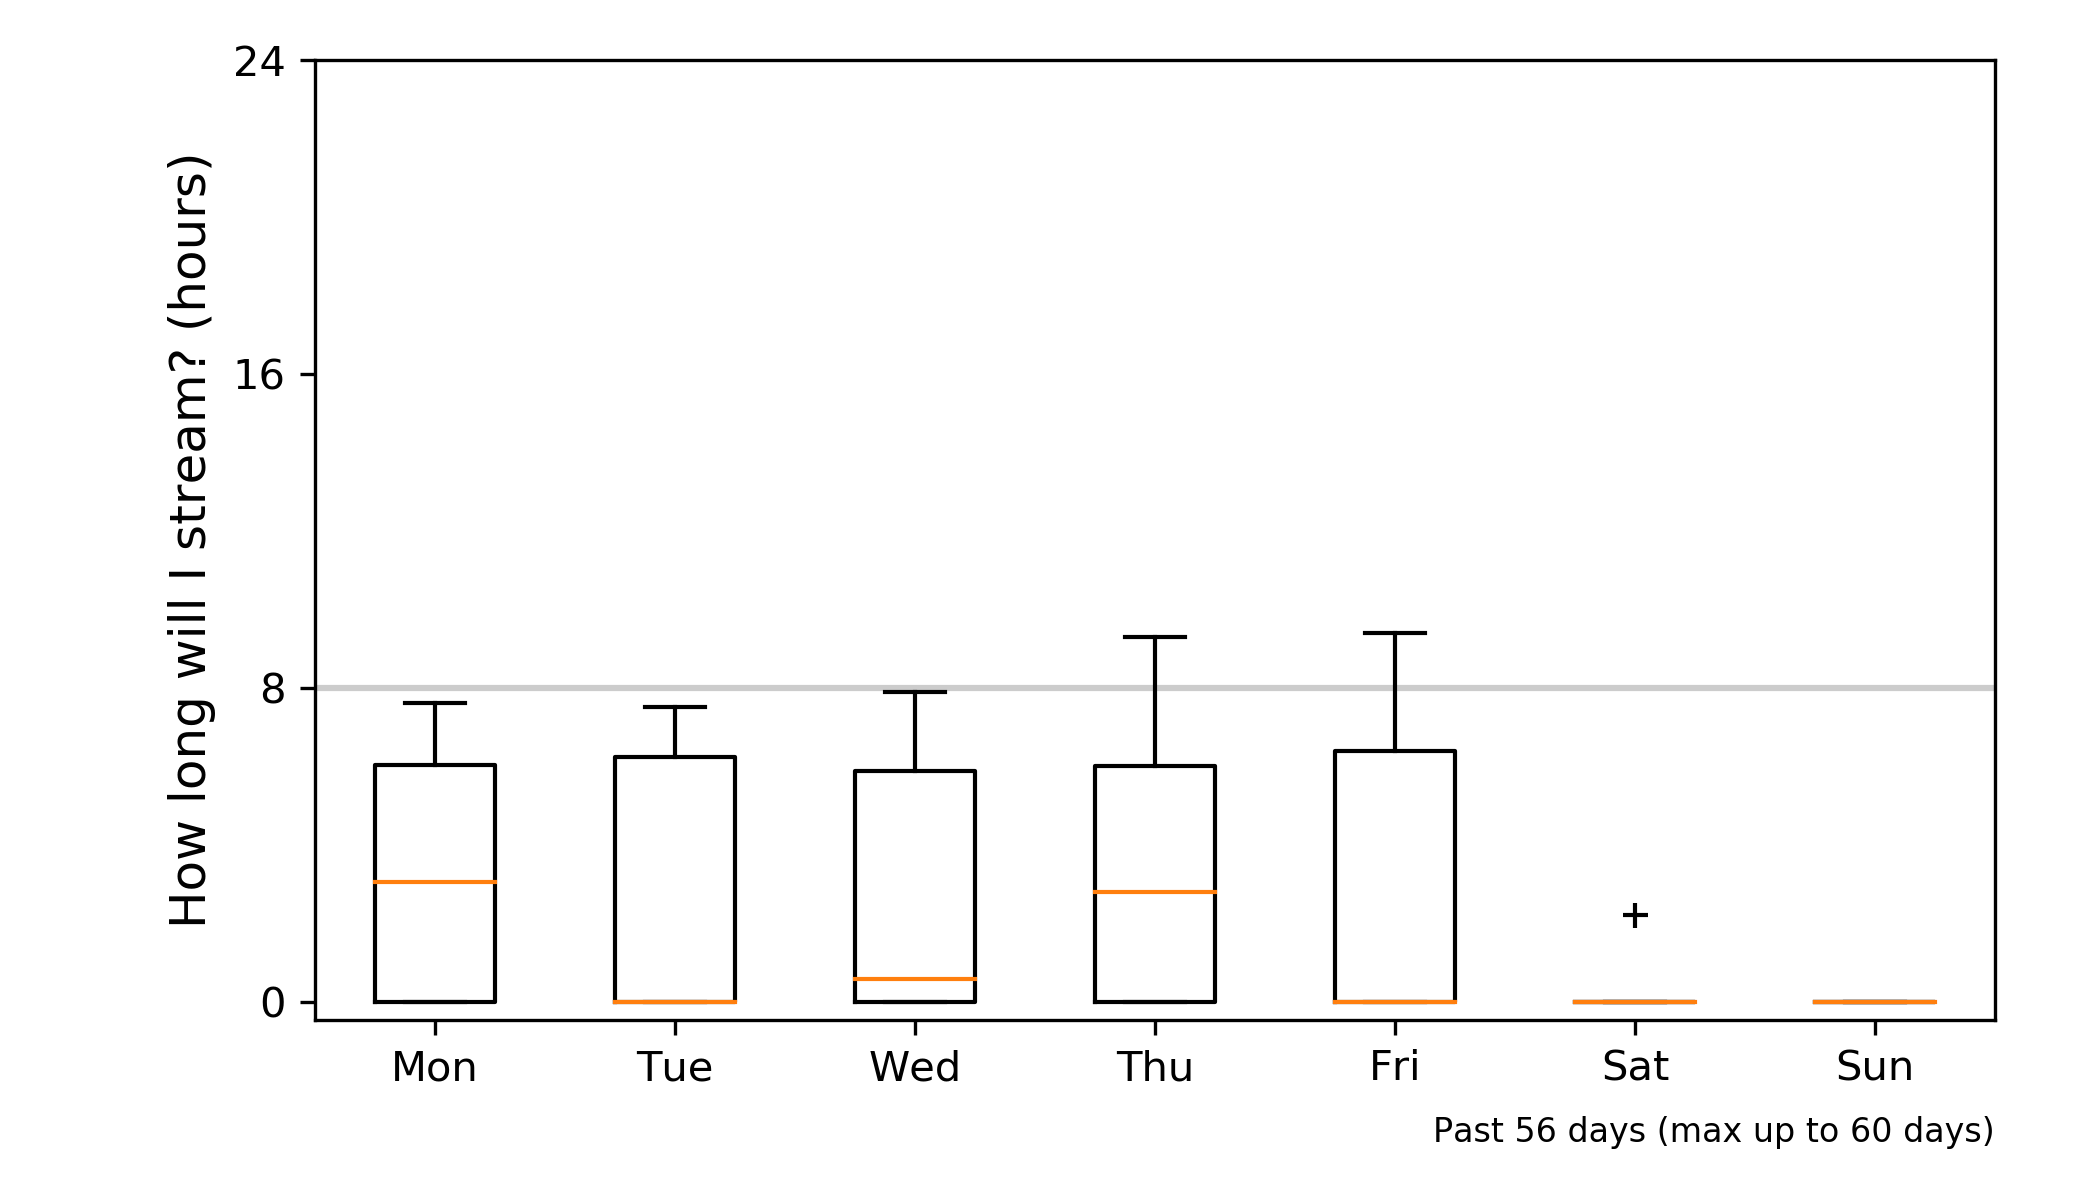 How long will I stream? (hours)
24
16
8
0
Mon Tue Wed Thu Fri Sat Sun
Past 56 days (max up to 60 days)